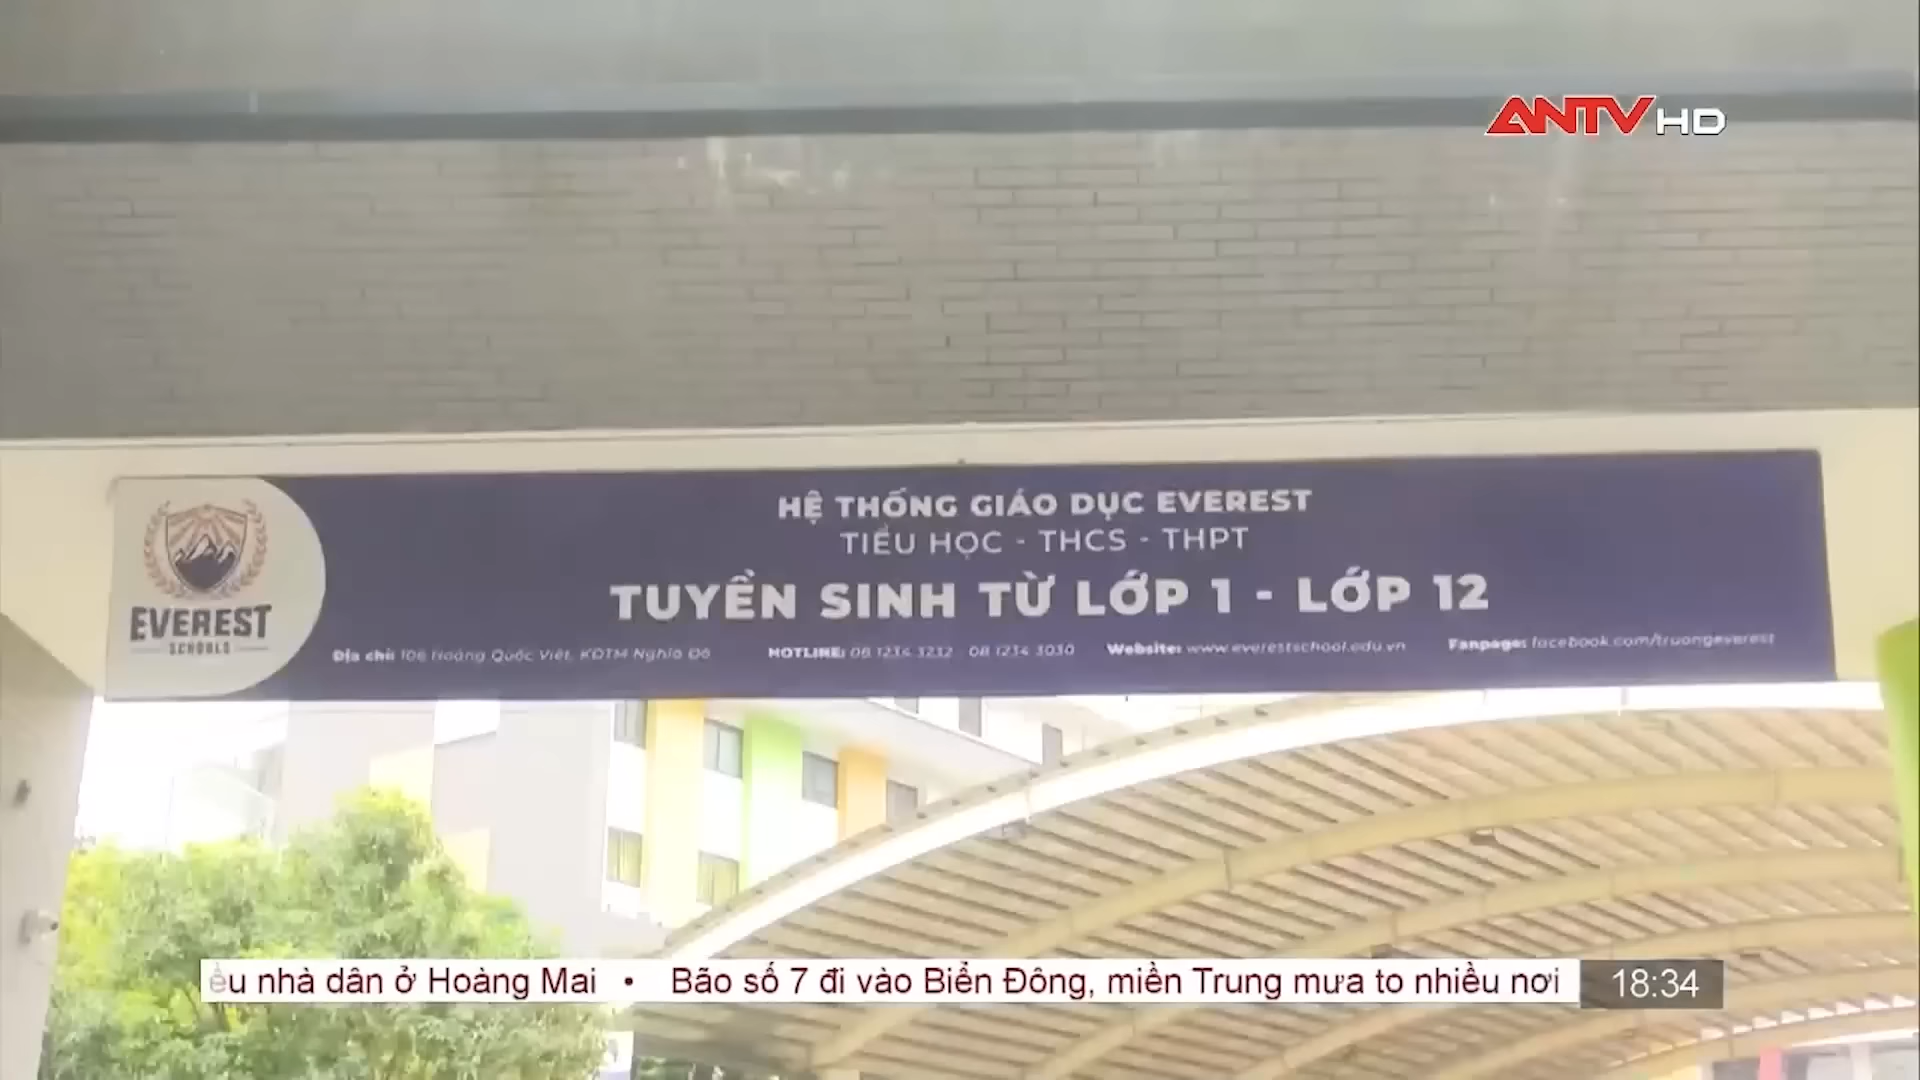 ANTV HD
HỆ THỐNG GIÁO DỤC EVEREST
TIỂU HỌC - THCS - THPT
TUYỂN SINH TỪ LỚP 1 - LỚP 12
EVEREST
SCHOOLS
Địa chỉ: 106 Hoàng Quốc Việt, KĐTM Nghĩa Đô HOTLINE: 08 1234 3232 08 1234 3030 Website: www.everestschool.edu.vn Fanpage: facebook.com/truongeverest
ều nhà dân ở Hoàng Mai • Bão số 7 đi vào Biển Đông, miền Trung mưa to nhiều nơi 18:34